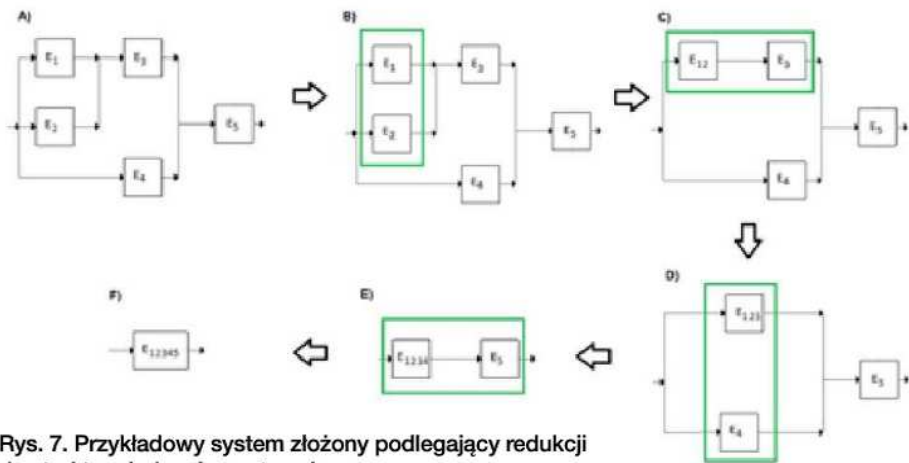 A)
B)
C)
E₁
E₃
E₂
E₅
E₄
E₁
E₃
E₂
E₅
E₄
E₁₂
E₃
E₅
E₄
F)
E)
D)
E₁₂₃₄₅
E₁₂₃₄
E₅
E₁₂₃
E₅
E₄
Rys. 7. Przykładowy system złożony podlegający redukcji